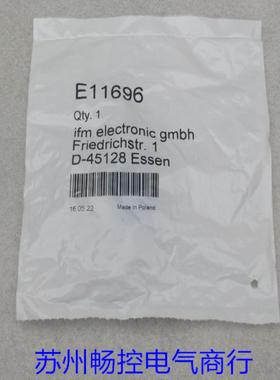 E11696
Qty. 1
ifm electronic gmbh
Friedrichstr. 1
D-45128 Essen
16.05.22 Made in Poland
苏州畅控电气商行